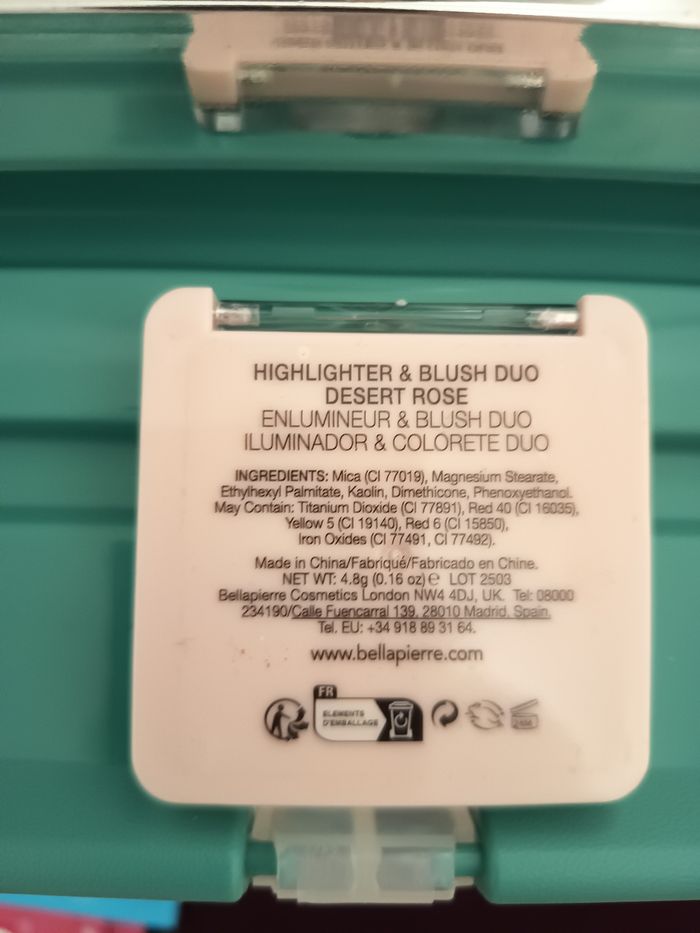 HIGHLIGHTER & BLUSH DUO
DESERT ROSE
ENLUMINEUR & BLUSH DUO
ILUMINADOR & COLORETE DUO
INGREDIENTS: Mica (CI 77019), Magnesium Stearate,
Ethylhexyl Palmitate, Kaolin, Dimethicone, Phenoxyethanol.
May Contain: Titanium Dioxide (CI 77891), Red 40 (CI 16035),
Yellow 5 (CI 19140), Red 6 (CI 15850),
Iron Oxides (CI 77491, CI 77492).
Made in China/Fabriqué/Fabricado en Chine.
NET WT: 4.8g (0.16 oz) e LOT 2503
Bellapierre Cosmetics London NW4 4DJ, UK. Tel: 08000
234190/Calle Fuencarral 139, 28010 Madrid, Spain.
Tel. EU: +34 918 89 31 64.
www.bellapierre.com
FR
ELEMENTS
D'EMBALLAGE
24M